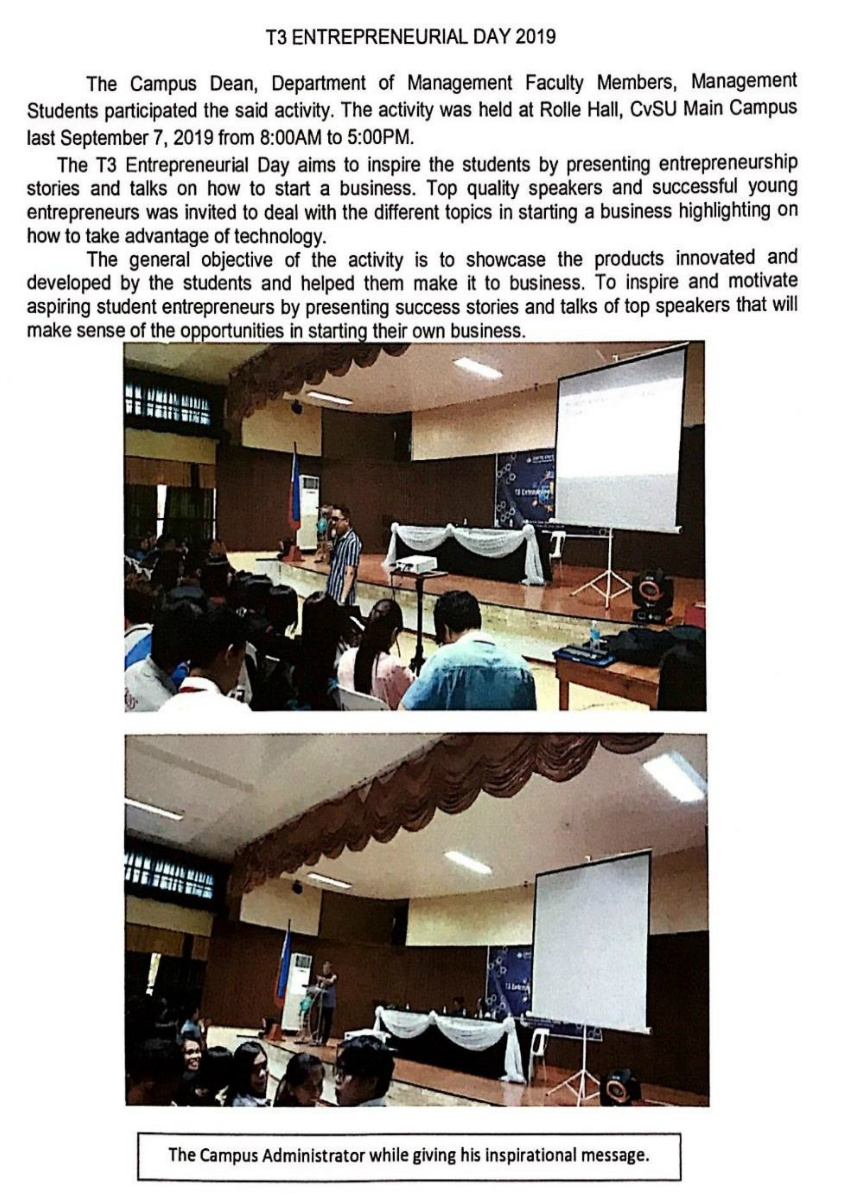 T3 ENTREPRENEURIAL DAY 2019
The Campus Dean, Department of Management Faculty Members, Management
Students participated the said activity. The activity was held at Rolle Hall, CvSU Main Campus
last September 7, 2019 from 8:00AM to 5:00PM.
The T3 Entrepreneurial Day aims to inspire the students by presenting entrepreneurship
stories and talks on how to start a business. Top quality speakers and successful young
entrepreneurs was invited to deal with the different topics in starting a business highlighting on
how to take advantage of technology.
The general objective of the activity is to showcase the products innovated and
developed by the students and helped them make it to business. To inspire and motivate
aspiring student entrepreneurs by presenting success stories and talks of top speakers that will
make sense of the opportunities in starting their own business.
The Campus Administrator while giving his inspirational message.